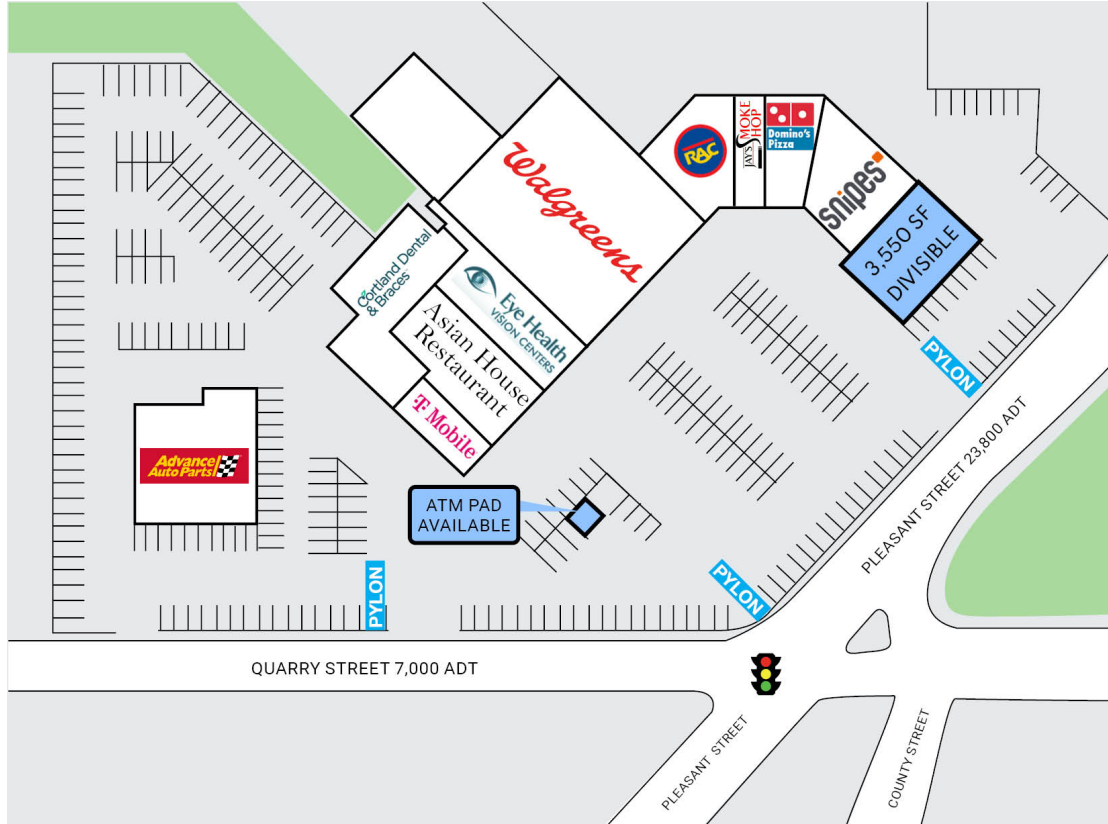 Walgreens
RAC
JAYS SMOKE
SHOP
Domino's
Pizza
snipes
3,550 SF
DIVISIBLE
Cortland Dental
& Braces
Eye Health
VISION CENTERS
Asian House
Restaurant
T Mobile
Advance
Auto Parts
ATM PAD
AVAILABLE
PYLON
PYLON
PYLON
PLEASANT STREET 23,800 ADT
QUARRY STREET 7,000 ADT
PLEASANT STREET
COUNTY STREET